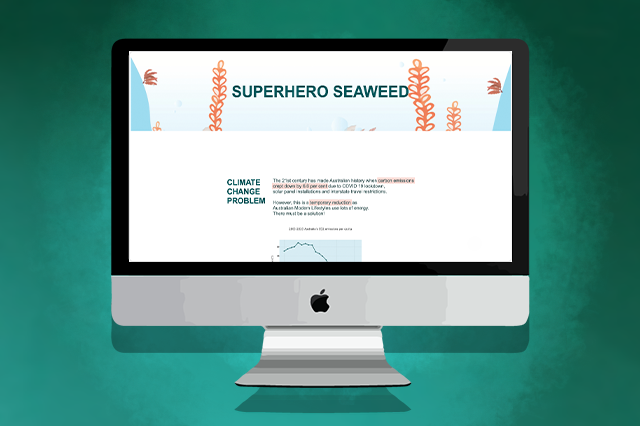 SUPERHERO SEAWEED
CLIMATE
CHANGE
PROBLEM
The 21st century has made Australian history when carbon emissions
crept down by 5.0 per cent due to COVID 19 lockdown,
solar panel installations and interstate travel restrictions.
However, this is a temporary reduction as
Australian Modern Lifestyles use lots of energy.
There must be a solution!